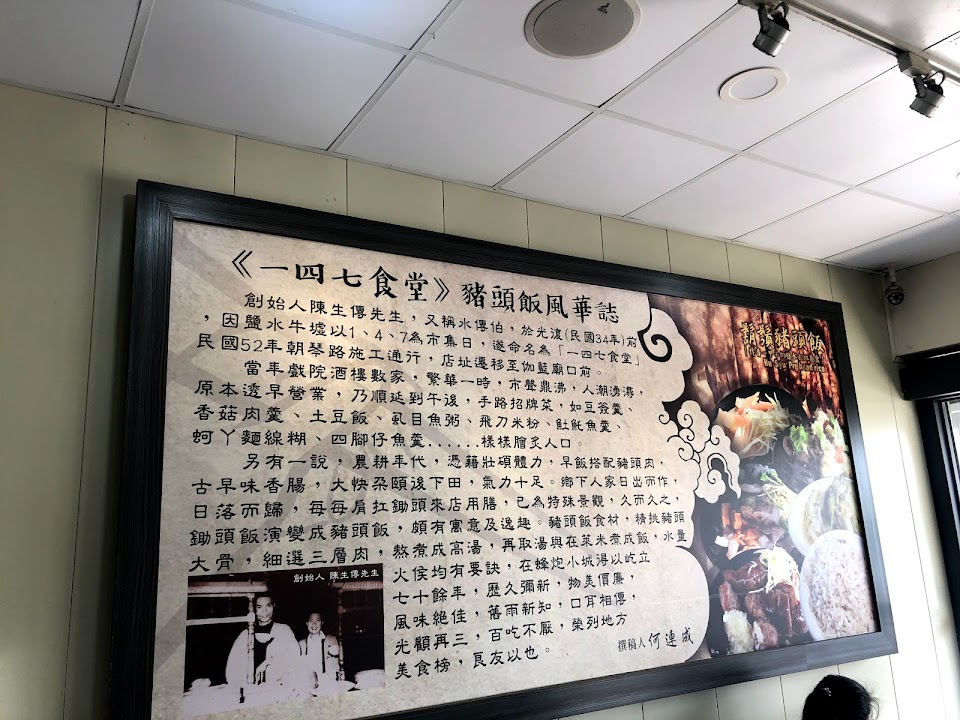 《一四七食堂》豬頭飯風華誌
創始人陳生傳先生，又稱水傳伯，於光復(民國34年)前
，因鹽水牛墟以1、4、7為市集日，遂命名為「一四七食堂」
民國52年朝琴路施工通行，店址遷移至伽藍廟口前。
當年戲院酒樓數家，繁華一時，市聲鼎沸，人潮湧潯，
原本透早營業，乃順延到午後，手路招牌菜，如豆簽羹、
香菇肉羹、土豆飯、虱目魚粥、飛刀米粉、魠魠魚羹、
蚵丫麵線糊、四腳仔魚羹......樣樣膾炙人口。
另有一說，農耕年代，憑藉壯碩體力，早飯搭配豬頭肉，
古早味香腸，大快朵頤後下田，氣力十足。鄉下人家日出而作，
日落而歸，每每肩扛鋤頭來店用膳，已為特殊景觀，久而久之，
鋤頭飯演變成豬頭飯，頗有寓意及逸趣。豬頭飯食材，精挑豬頭
大骨，細選三層肉，熬煮成高湯，再取湯與在萊米煮成飯，水量
火侯均有要訣，在蜂炮小城得以屹立
七十餘年，歷久彌新，物美價廉，
風味絕佳，舊雨新知，口耳相傳，
光顧再三，百吃不厭，榮列地方
美食榜，良友以也。
撰稿人 何連成
創始人 陳生傳先生
豬頭飯